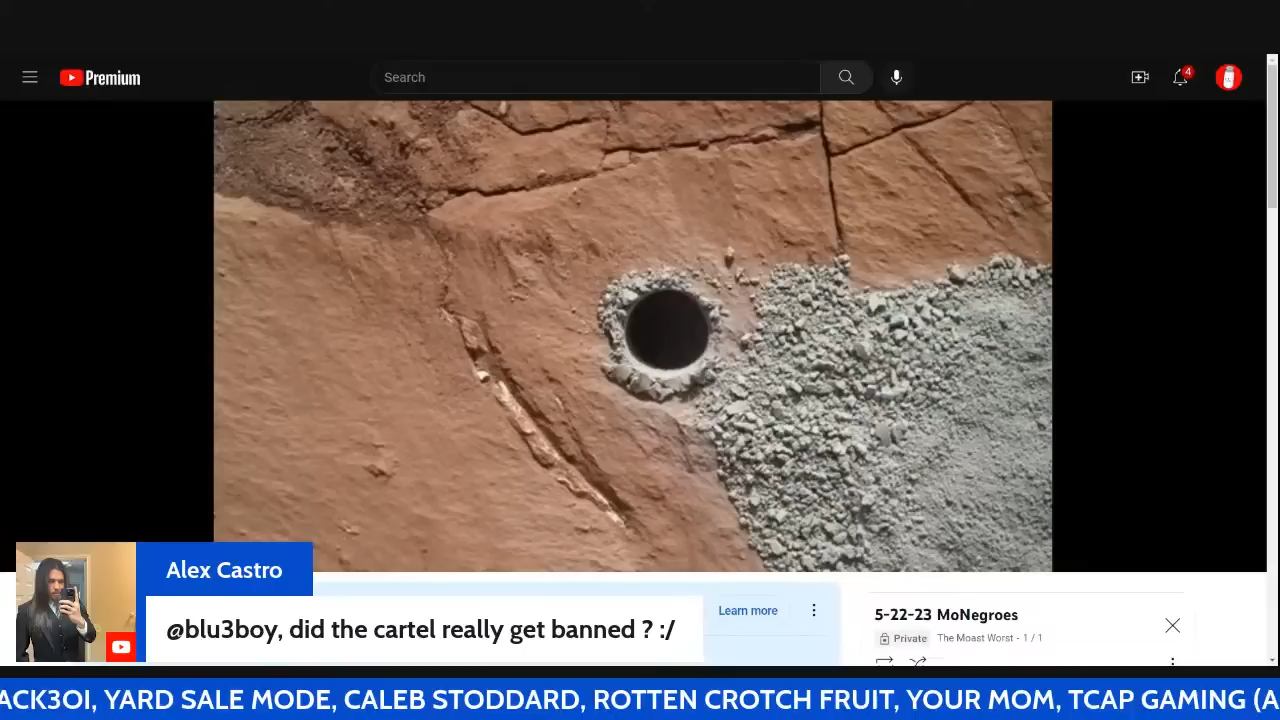 Premium
Search
4
Alex Castro
@blu3boy, did the cartel really get banned ? :/
Learn more
5-22-23 MoNegroes
Private The Moast Worst - 1 / 1
ACK3OI, YARD SALE MODE, CALEB STODDARD, ROTTEN CROTCH FRUIT, YOUR MOM, TCAP GAMING (A